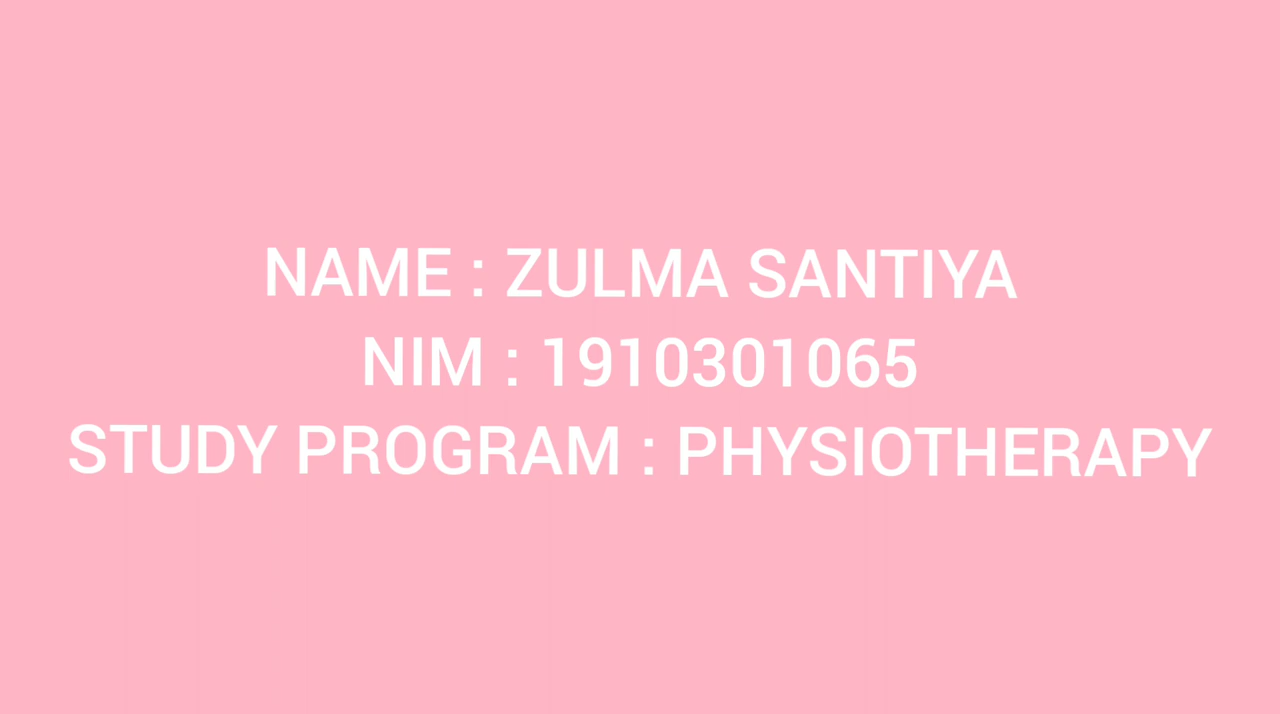 NAME : ZULMA SANTIYA
NIM : 1910301065
STUDY PROGRAM : PHYSIOTHERAPY